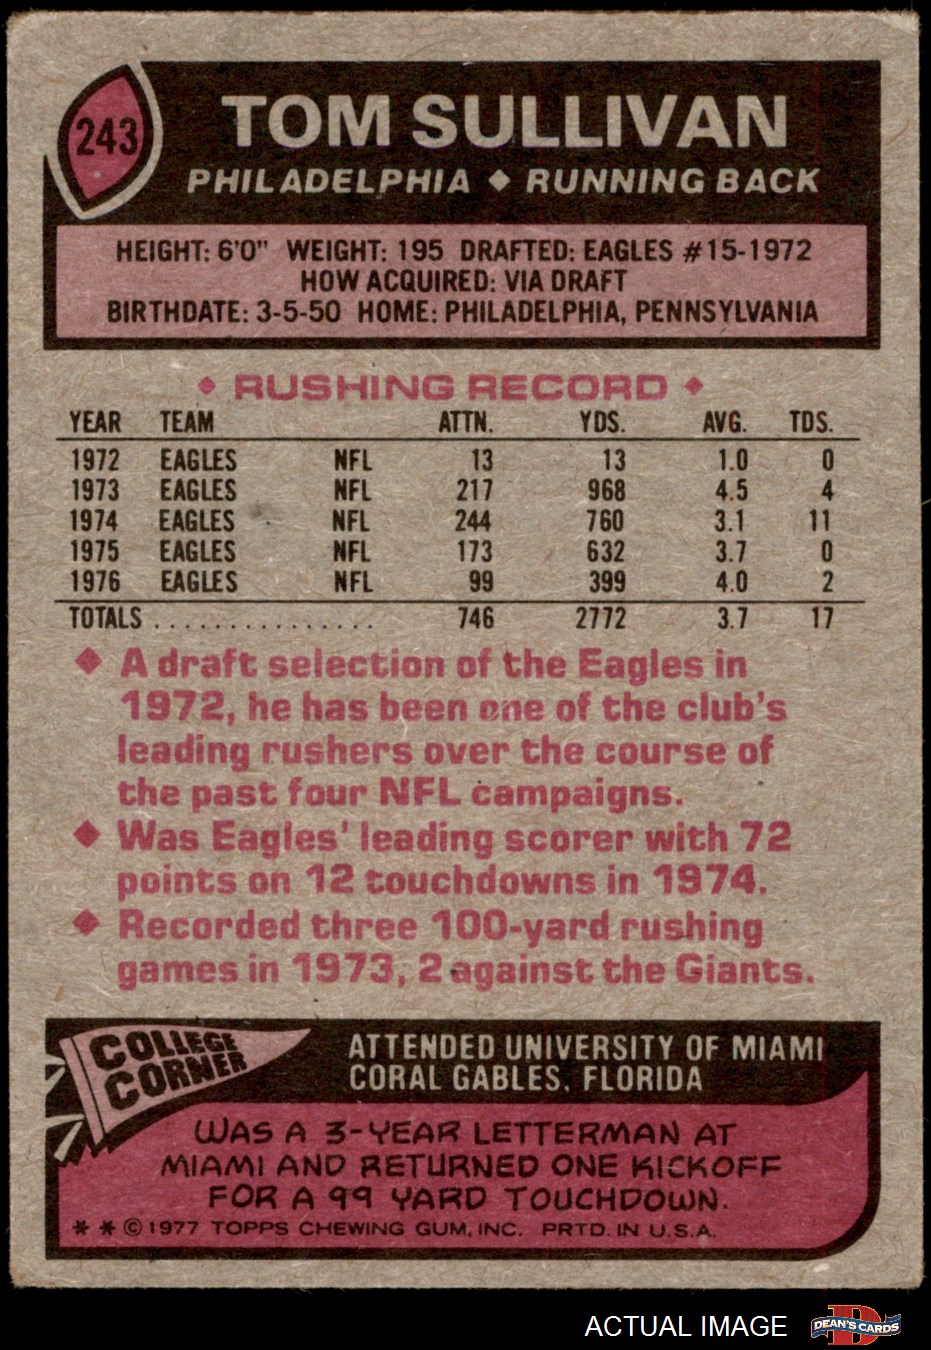 243
TOM SULLIVAN
PHILADELPHIA ◆ RUNNING BACK
HEIGHT: 6'0" WEIGHT: 195 DRAFTED: EAGLES #15-1972
HOW ACQUIRED: VIA DRAFT
BIRTHDATE: 3-5-50 HOME: PHILADELPHIA, PENNSYLVANIA
◆ RUSHING RECORD ◆
YEAR TEAM ATTN. YDS. AVG. TDS.
1972 EAGLES NFL 13 13 1.0 0
1973 EAGLES NFL 217 968 4.5 4
1974 EAGLES NFL 244 760 3.1 11
1975 EAGLES NFL 173 632 3.7 0
1976 EAGLES NFL 99 399 4.0 2
TOTALS ............... 746 2772 3.7 17
◆ A draft selection of the Eagles in
1972, he has been one of the club's
leading rushers over the course of
the past four NFL campaigns.
◆ Was Eagles' leading scorer with 72
points on 12 touchdowns in 1974.
◆ Recorded three 100-yard rushing
games in 1973, 2 against the Giants.
COLLEGE
CORNER
ATTENDED UNIVERSITY OF MIAMI
CORAL GABLES, FLORIDA
WAS A 3-YEAR LETTERMAN AT
MIAMI AND RETURNED ONE KICKOFF
FOR A 99 YARD TOUCHDOWN.
* * © 1977 TOPPS CHEWING GUM, INC. PRTD. IN U.S.A.
ACTUAL IMAGE
D
DEAN'S CARDS